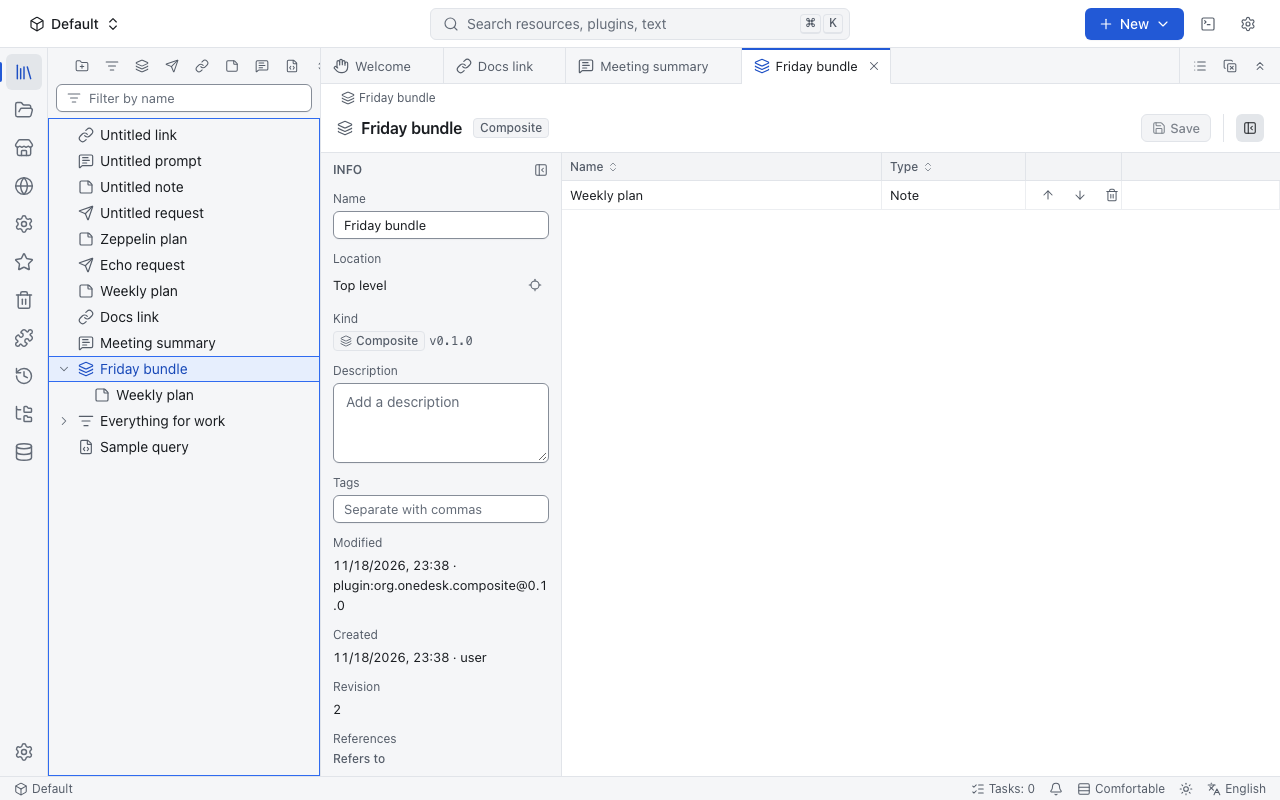 Default
Search resources, plugins, text
⌘ K
New
Welcome
Docs link
Meeting summary
Friday bundle
Filter by name
Untitled link
Untitled prompt
Untitled note
Untitled request
Zeppelin plan
Echo request
Weekly plan
Docs link
Meeting summary
Friday bundle
Weekly plan
Everything for work
Sample query
Friday bundle
Friday bundle
Composite
Save
INFO
Name
Friday bundle
Location
Top level
Kind
Composite v0.1.0
Description
Add a description
Tags
Separate with commas
Modified
11/18/2026, 23:38 ·
plugin:org.onedesk.composite@0.1
.0
Created
11/18/2026, 23:38 · user
Revision
2
References
Refers to
Name
Type
Weekly plan
Note
Default
Tasks: 0
Comfortable
English